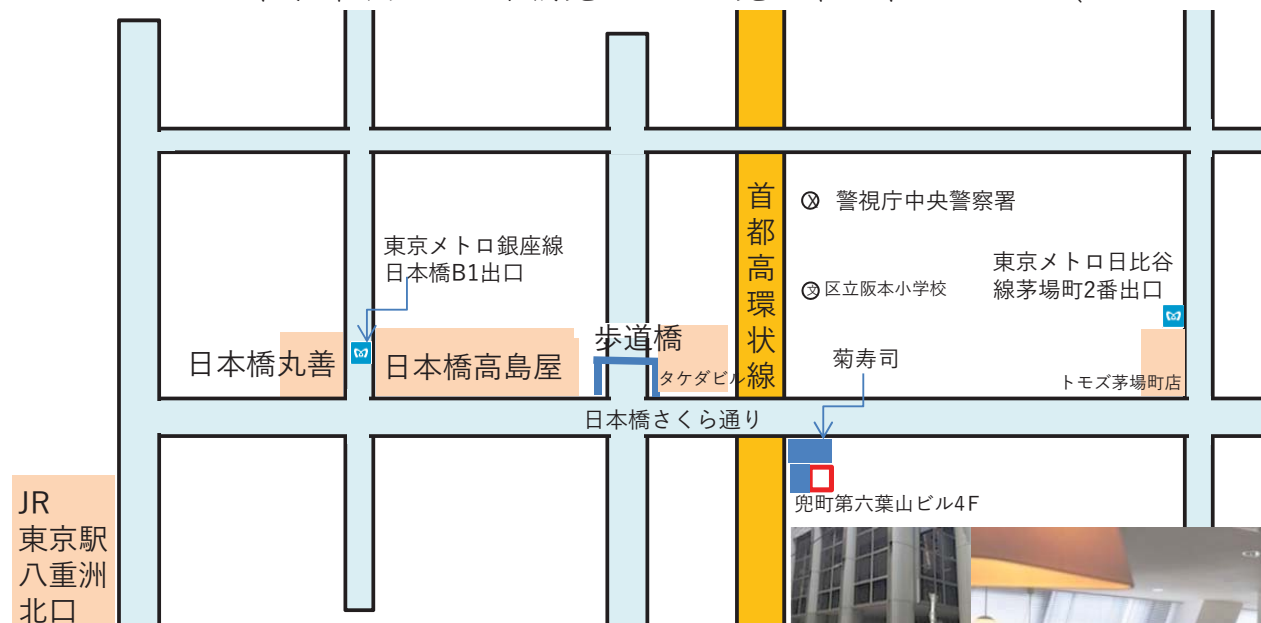 首都高環状線
警視庁中央警察署
東京メトロ銀座線
日本橋B1出口
東京メトロ日比谷
線茅場町2番出口
文
区立阪本小学校
歩道橋
日本橋丸善
日本橋高島屋
タケダビル
菊寿司
トモズ茅場町店
日本橋さくら通り
JR
東京駅
八重洲
北口
兜町第六葉山ビル4F